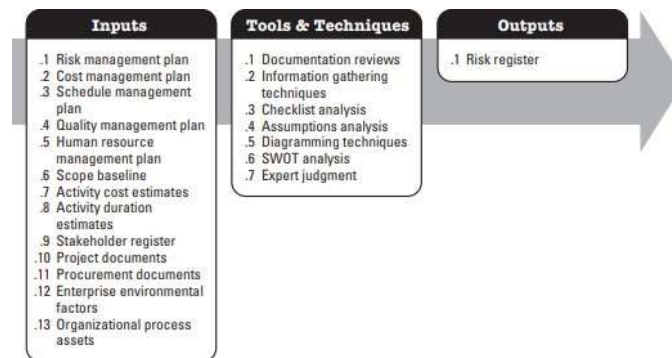 Inputs
.1 Risk management plan
.2 Cost management plan
.3 Schedule management
plan
.4 Quality management plan
.5 Human resource
management plan
.6 Scope baseline
.7 Activity cost estimates
.8 Activity duration
estimates
.9 Stakeholder register
.10 Project documents
.11 Procurement documents
.12 Enterprise environmental
factors
.13 Organizational process
assets
Tools & Techniques
.1 Documentation reviews
.2 Information gathering
techniques
.3 Checklist analysis
.4 Assumptions analysis
.5 Diagramming techniques
.6 SWOT analysis
.7 Expert judgment
Outputs
.1 Risk register